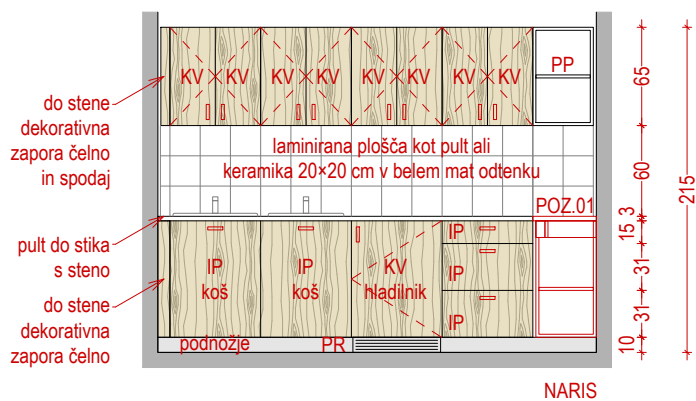 KV KV KV KV KV KV KV KV
PP
65
do stene
dekorativna
zapora čelno
in spodaj
laminirana plošča kot pult ali
keramika 20×20 cm v belem mat odtenku
60
215
POZ.01
3
15
pult do stika
s steno
IP
koš
IP
koš
KV
hladilnik
IP
IP
IP
31
31
do stene
dekorativna
zapora čelno
podnožje
PR
10
NARIS